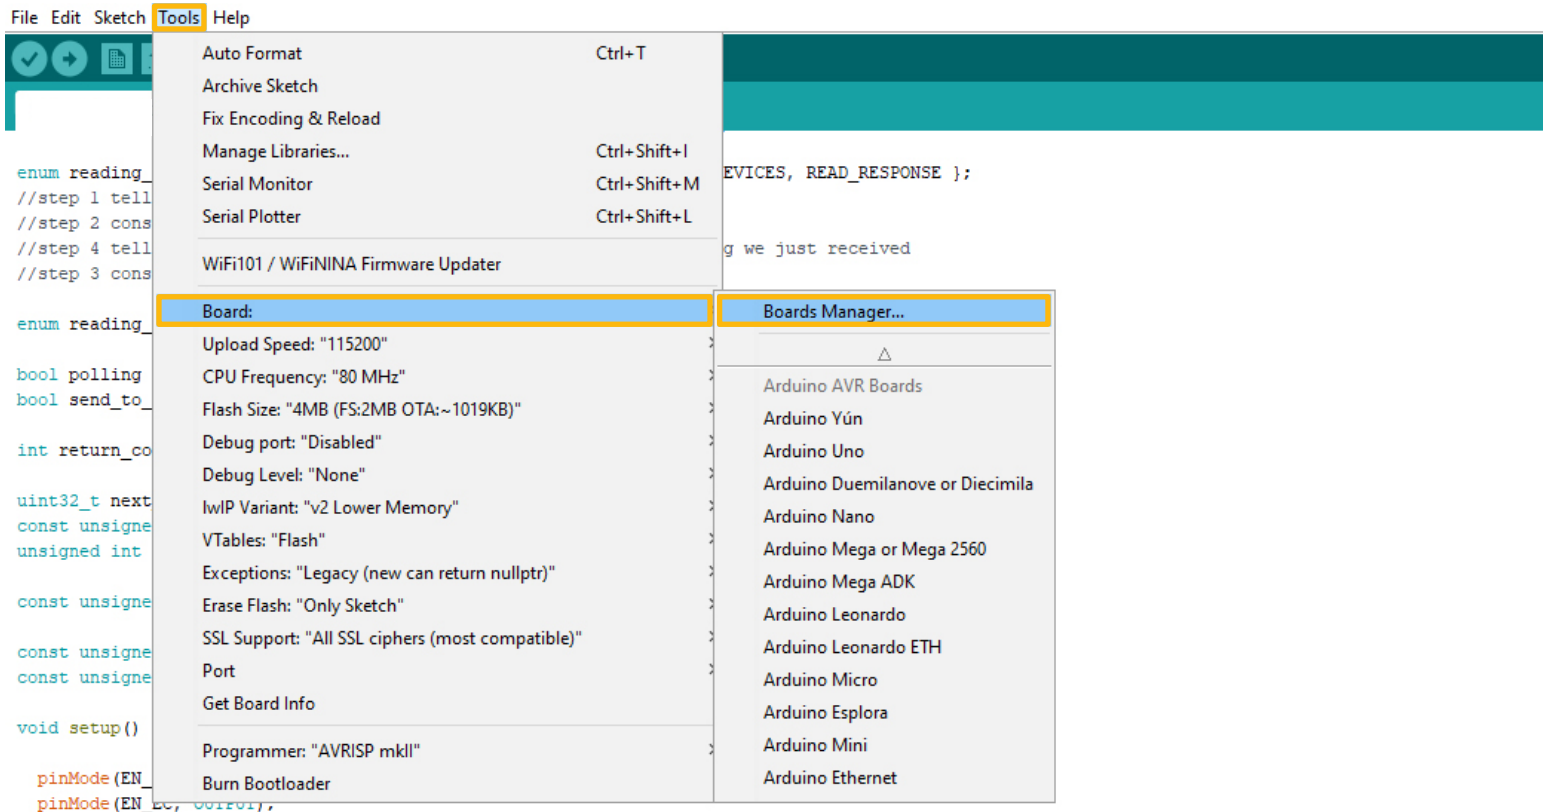 File Edit Sketch Tools Help
Auto Format Ctrl+T
Archive Sketch
Fix Encoding & Reload
Manage Libraries... Ctrl+Shift+I
Serial Monitor Ctrl+Shift+M
Serial Plotter Ctrl+Shift+L
WiFi101 / WiFiNINA Firmware Updater
Board:
Upload Speed: "115200"
CPU Frequency: "80 MHz"
Flash Size: "4MB (FS:2MB OTA:~1019KB)"
Debug port: "Disabled"
Debug Level: "None"
lwIP Variant: "v2 Lower Memory"
VTables: "Flash"
Exceptions: "Legacy (new can return nullptr)"
Erase Flash: "Only Sketch"
SSL Support: "All SSL ciphers (most compatible)"
Port
Get Board Info
Programmer: "AVRISP mkII"
Burn Bootloader
Boards Manager...
Arduino AVR Boards
Arduino Yún
Arduino Uno
Arduino Duemilanove or Diecimila
Arduino Nano
Arduino Mega or Mega 2560
Arduino Mega ADK
Arduino Leonardo
Arduino Leonardo ETH
Arduino Micro
Arduino Esplora
Arduino Mini
Arduino Ethernet
enum reading_ EVICES, READ_RESPONSE };
//step 1 tell
//step 2 cons
//step 4 tell g we just received
//step 3 cons
enum reading_
bool polling
bool send_to_
int return_co
uint32_t next
const unsigne
unsigned int
const unsigne
const unsigne
const unsigne
void setup()
pinMode(EN_
pinMode(EN_EC, OUTPUT);